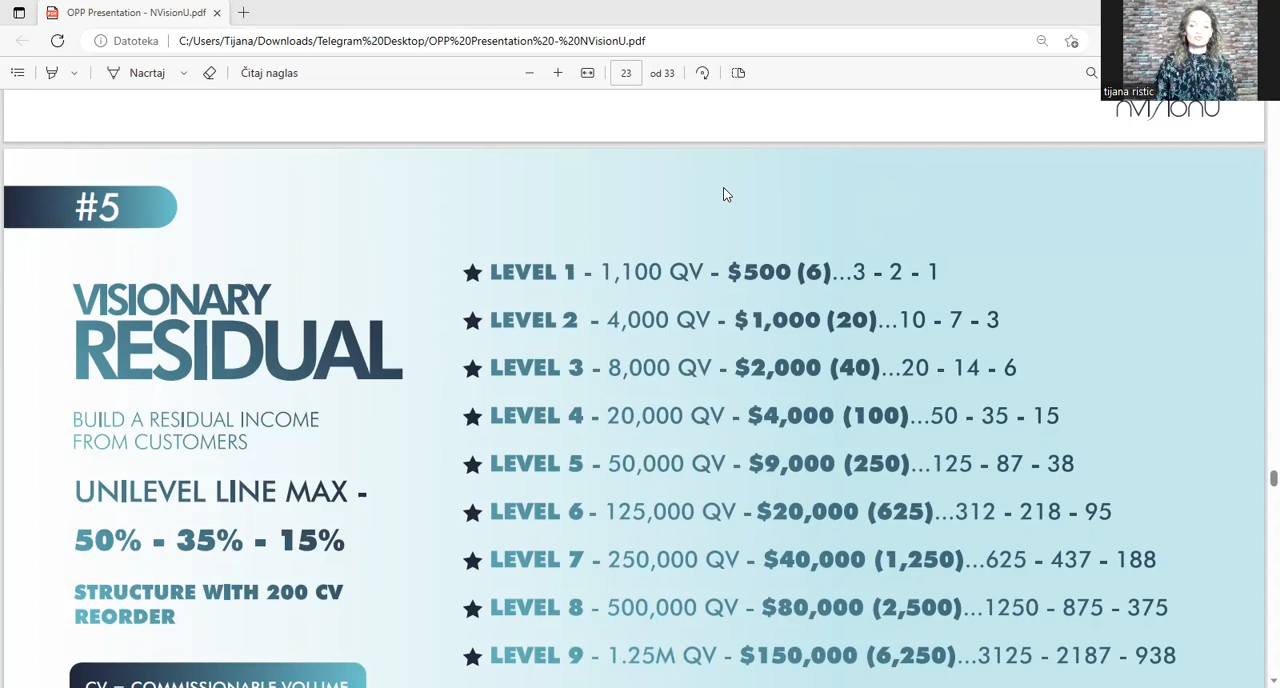 OPP Presentation - NVisionU.pdf
Datoteka
C:/Users/Tijana/Downloads/Telegram%20Desktop/OPP%20Presentation%20-%20NVisionU.pdf
Nacrtaj
Čitaj naglas
23
od 33
tijana ristic
nvisionU
#5
VISIONARY
RESIDUAL
BUILD A RESIDUAL INCOME
FROM CUSTOMERS
UNILEVEL LINE MAX -
50% - 35% - 15%
STRUCTURE WITH 200 CV
REORDER
CV = COMMISSIONABLE VOLUME
LEVEL 1 - 1,100 QV - $500 (6)...3 - 2 - 1
LEVEL 2 - 4,000 QV - $1,000 (20)...10 - 7 - 3
LEVEL 3 - 8,000 QV - $2,000 (40)...20 - 14 - 6
LEVEL 4 - 20,000 QV - $4,000 (100)...50 - 35 - 15
LEVEL 5 - 50,000 QV - $9,000 (250)...125 - 87 - 38
LEVEL 6 - 125,000 QV - $20,000 (625)...312 - 218 - 95
LEVEL 7 - 250,000 QV - $40,000 (1,250)...625 - 437 - 188
LEVEL 8 - 500,000 QV - $80,000 (2,500)...1250 - 875 - 375
LEVEL 9 - 1.25M QV - $150,000 (6,250)...3125 - 2187 - 938